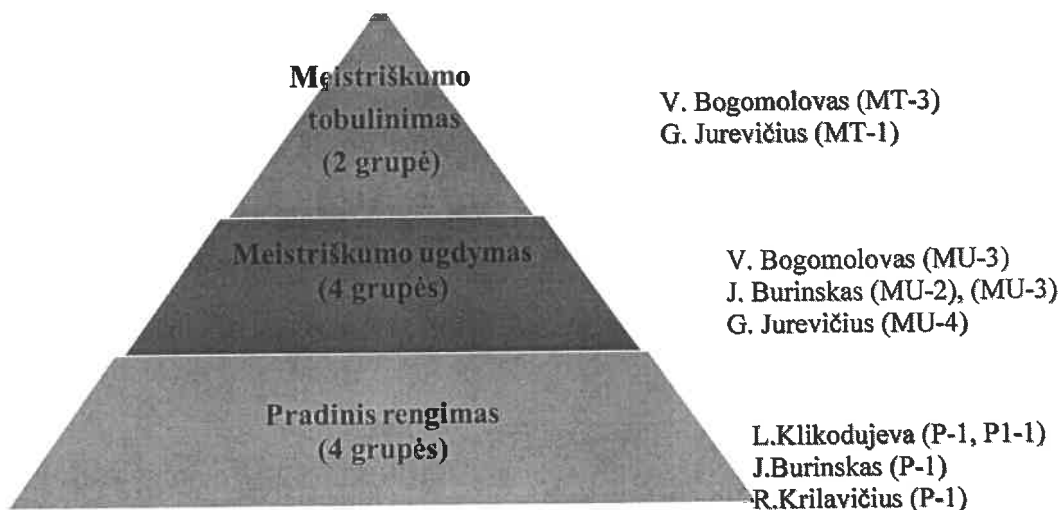 Meistriškumo
tobulinimas
(2 grupė)
V. Bogomolovas (MT-3)
G. Jurevičius (MT-1)
Meistriškumo ugdymas
(4 grupės)
V. Bogomolovas (MU-3)
J. Burinskas (MU-2), (MU-3)
G. Jurevičius (MU-4)
Pradinis rengimas
(4 grupės)
L.Klikodujeva (P-1, P1-1)
J.Burinskas (P-1)
R.Krilavičius (P-1)